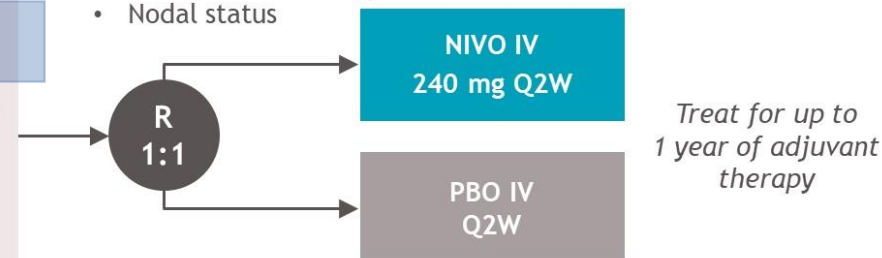 • Nodal status
R
1:1
NIVO IV
240 mg Q2W
PBO IV
Q2W
Treat for up to
1 year of adjuvant
therapy